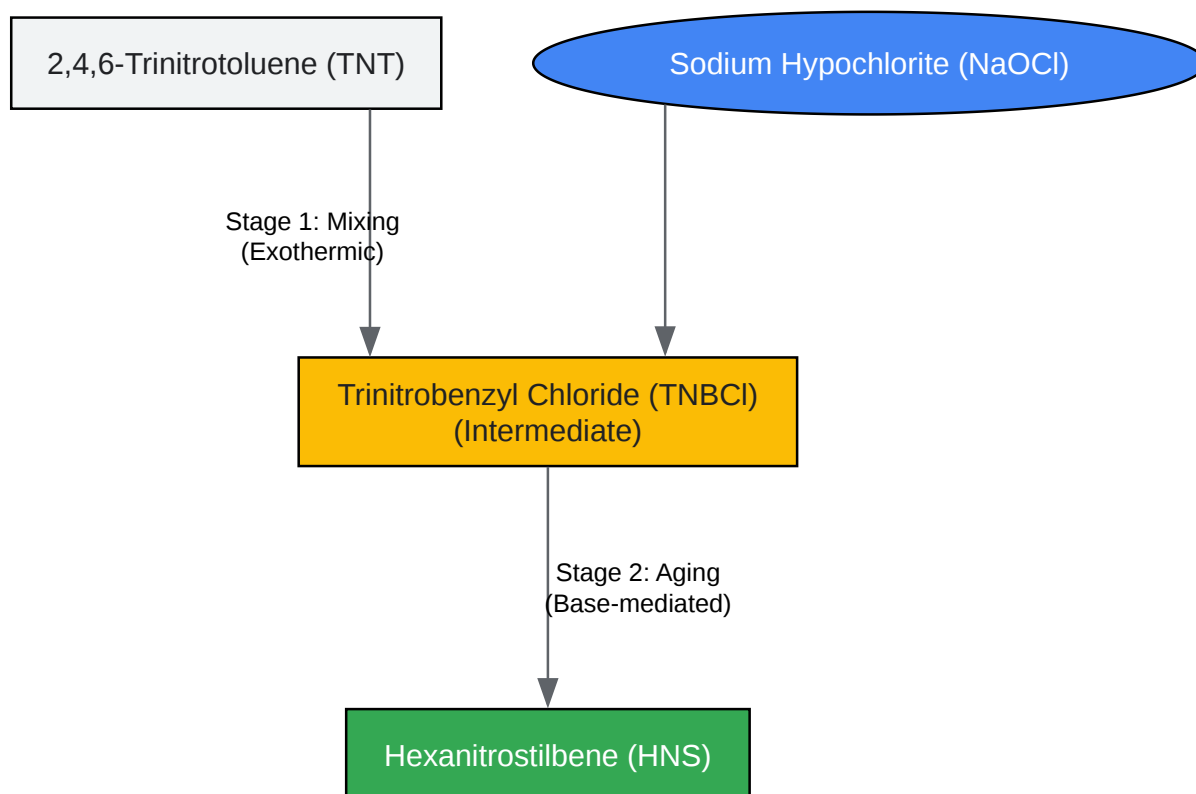 2,4,6-Trinitrotoluene (TNT)
Sodium Hypochlorite (NaOCl)
Stage 1: Mixing
(Exothermic)
Trinitrobenzyl Chloride (TNBCl)
(Intermediate)
Stage 2: Aging
(Base-mediated)
Hexanitrostilbene (HNS)